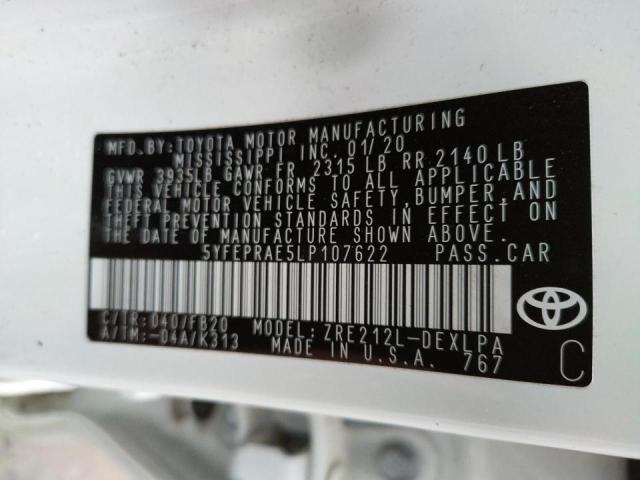 MFD. BY: TOYOTA MOTOR MANUFACTURING
MISSISSIPPI, INC. 01/20
GVWR 3935LB GAWR FR 2315 LB RR 2140 LB
THIS VEHICLE CONFORMS TO ALL APPLICABLE
FEDERAL MOTOR VEHICLE SAFETY, BUMPER, AND
THEFT PREVENTION STANDARDS IN EFFECT ON
THE DATE OF MANUFACTURE SHOWN ABOVE.
5YFEPRAE5LP107622 PASS. CAR
C/TR: 040/FB20 MODEL: ZRE212L-DEXLPA
A/TM: -04A/K313 MADE IN U.S.A. 767
C